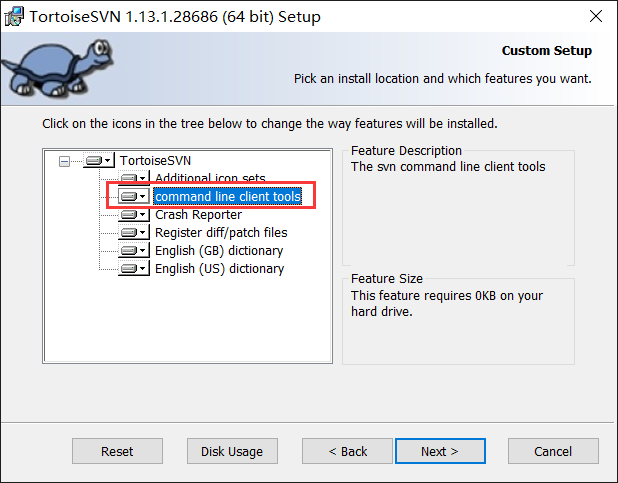 TortoiseSVN 1.13.1.28686 (64 bit) Setup
Custom Setup
Pick an install location and which features you want.
Click on the icons in the tree below to change the way features will be installed.
TortoiseSVN
Additional icon sets
command line client tools
Crash Reporter
Register diff/patch files
English (GB) dictionary
English (US) dictionary
Feature Description
The svn command line client tools
Feature Size
This feature requires 0KB on your
hard drive.
Reset
Disk Usage
< Back
Next >
Cancel